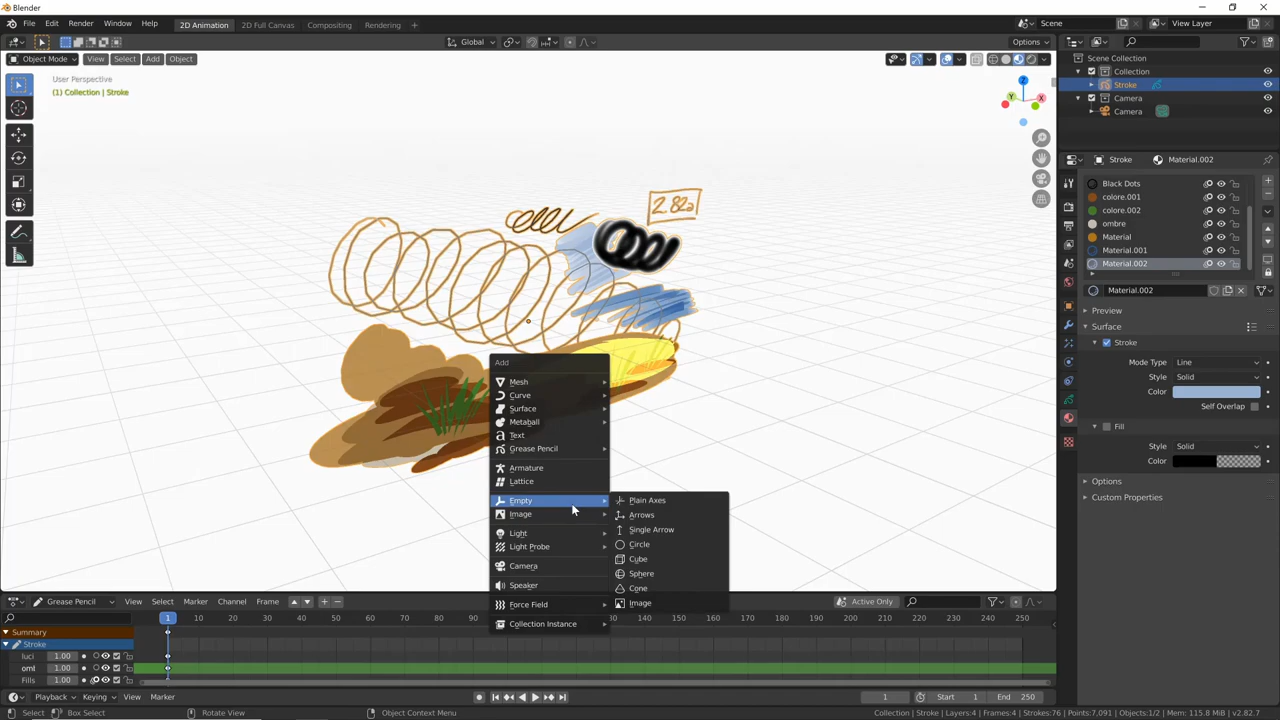 Blender
File Edit Render Window Help 2D Animation 2D Full Canvas Compositing Rendering + Scene View Layer
Global Options
Object Mode View Select Add Object
User Perspective
(1) Collection | Stroke
Z
Y X
2.82a
Scene Collection
Collection
Stroke
Camera
Camera
Stroke Material.002
Black Dots
colore.001
colore.002
ombre
Material
Material.001
Material.002
Material.002
Preview
Surface
Stroke
Mode Type Line
Style Solid
Color
Self Overlap
Fill
Style Solid
Color
Options
Custom Properties
Add
Mesh
Curve
Surface
Metaball
Text
Grease Pencil
Armature
Lattice
Empty
Image
Light
Light Probe
Camera
Speaker
Force Field
Collection Instance
Plain Axes
Arrows
Single Arrow
Circle
Cube
Sphere
Cone
Image
Grease Pencil View Select Marker Channel Frame Active Only
1 10 20 30 40 50 60 70 80 90 100 110 120 130 140 150 160 170 180 190 200 210 220 230 240 250
Summary
Stroke
luci 1.00
oml 1.00
Fills 1.00
Playback Keying View Marker 1 Start 1 End 250
Select Box Select Rotate View Object Context Menu Collection | Stroke | Layers:4 | Frames:4 | Strokes:76 | Points:7,091 | Objects:1/2 | Mem: 115.8 MiB | v2.82.7